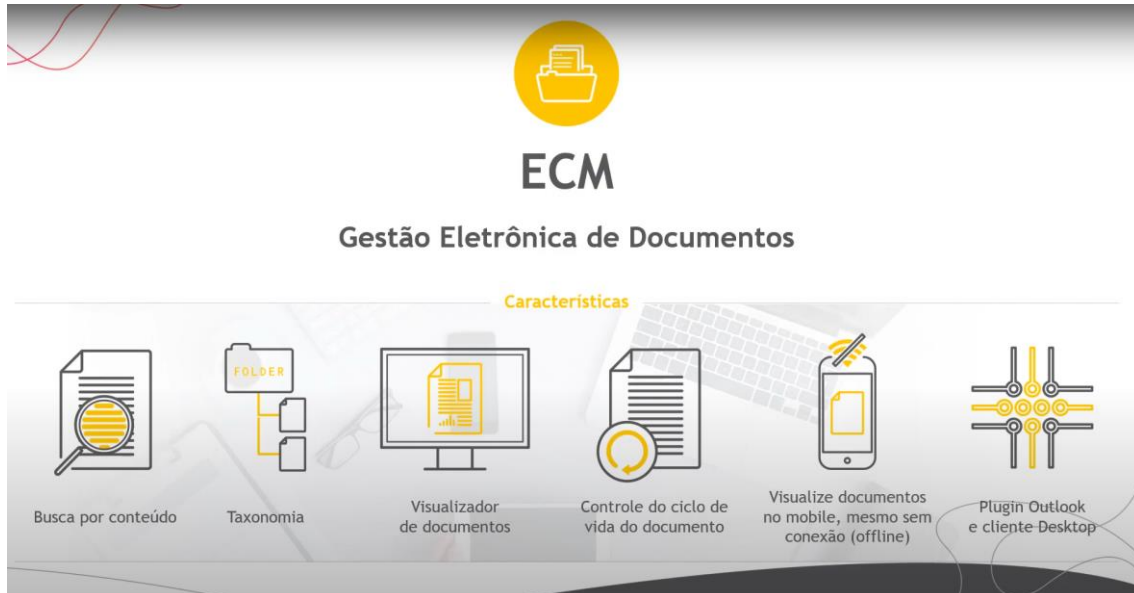 ECM
Gestão Eletrônica de Documentos
Características
FOLDER
Busca por conteúdo
Taxonomia
Visualizador
de documentos
Controle do ciclo de
vida do documento
Visualize documentos
no mobile, mesmo sem
conexão (offline)
Plugin Outlook
e cliente Desktop